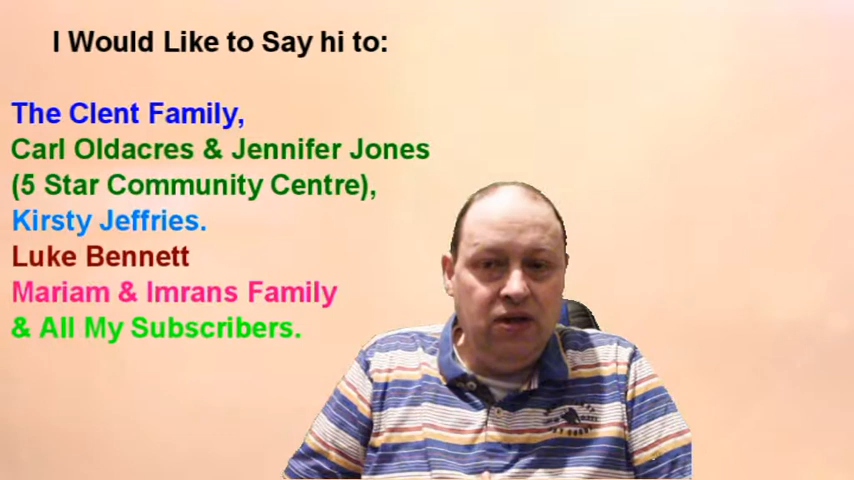 I Would Like to Say hi to:
The Clent Family,
Carl Oldacres & Jennifer Jones
(5 Star Community Centre),
Kirsty Jeffries.
Luke Bennett
Mariam & Imrans Family
& All My Subscribers.